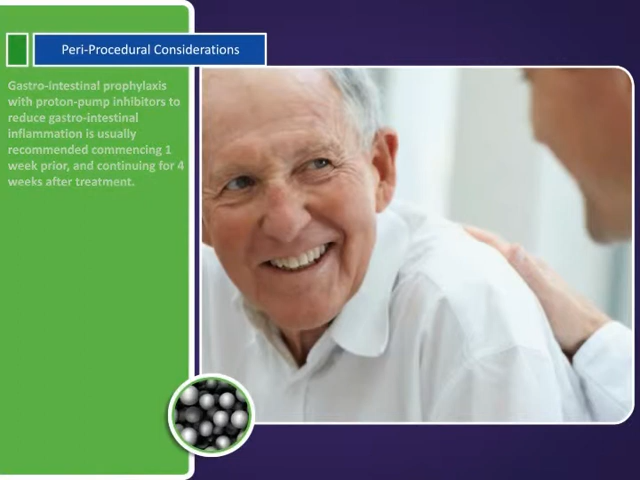 Peri-Procedural Considerations
Gastro-intestinal prophylaxis
with proton-pump inhibitors to
reduce gastro-intestinal
inflammation is usually
recommended commencing 1
week prior, and continuing for 4
weeks after treatment.